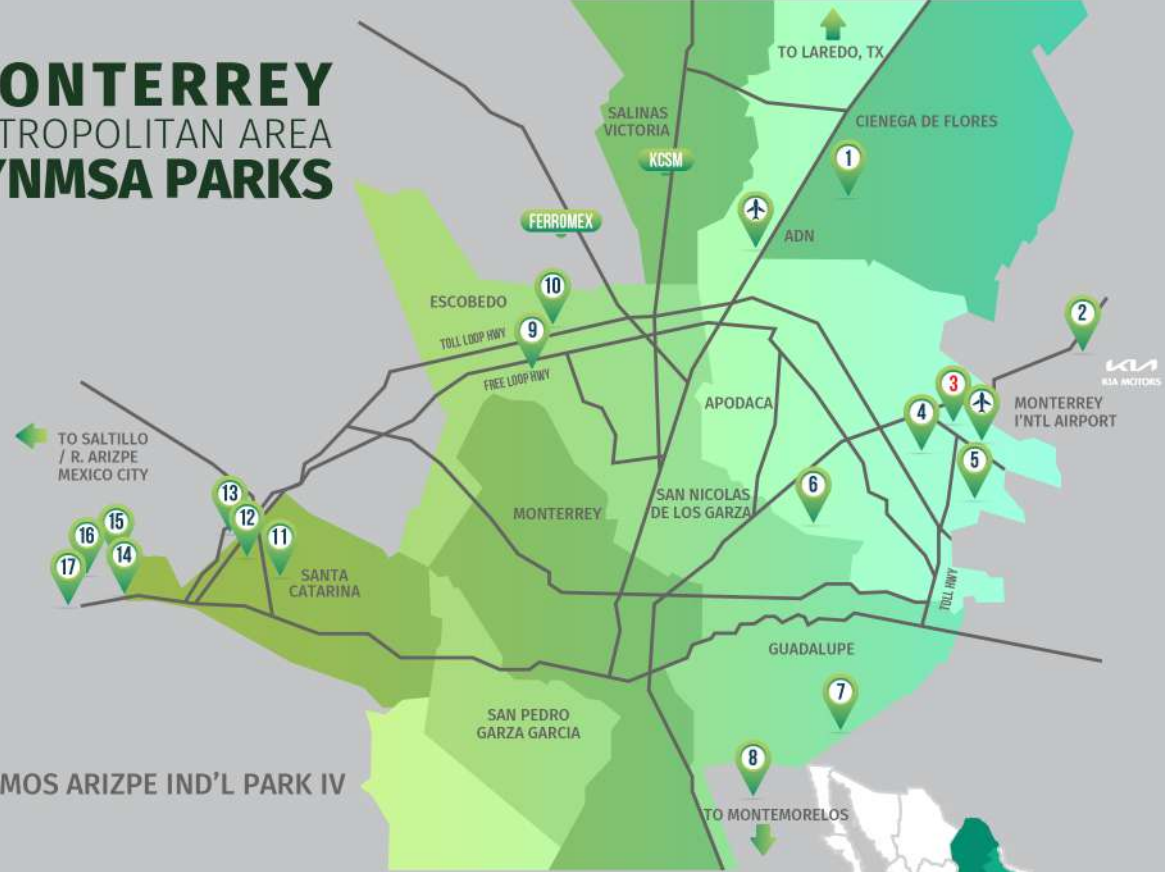 ONTERREY
TROPOLITAN AREA
YNMSA PARKS
TO LAREDO, TX
SALINAS
VICTORIA
CIENEGA DE FLORES
KCSM
1
FERROMEX
ADN
10
ESCOBEDO
2
9
TOLL LOOP HWY
KIA
KIA MOTORS
FREE LOOP HWY
3
4
APODACA
MONTERREY
I'NTL AIRPORT
TO SALTILLO
/ R. ARIZPE
MEXICO CITY
5
6
13
SAN NICOLAS
DE LOS GARZA
12
MONTERREY
15
16
11
14
17
SANTA
CATARINA
TOLL HWY
GUADALUPE
7
SAN PEDRO
GARZA GARCIA
8
MOS ARIZPE IND'L PARK IV
TO MONTEMORELOS